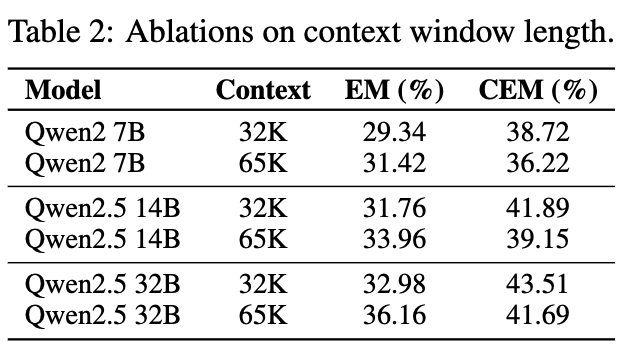 Table 2: Ablations on context window length.
Model Context EM (%) CEM (%)
Qwen2 7B 32K 29.34 38.72
Qwen2 7B 65K 31.42 36.22
Qwen2.5 14B 32K 31.76 41.89
Qwen2.5 14B 65K 33.96 39.15
Qwen2.5 32B 32K 32.98 43.51
Qwen2.5 32B 65K 36.16 41.69